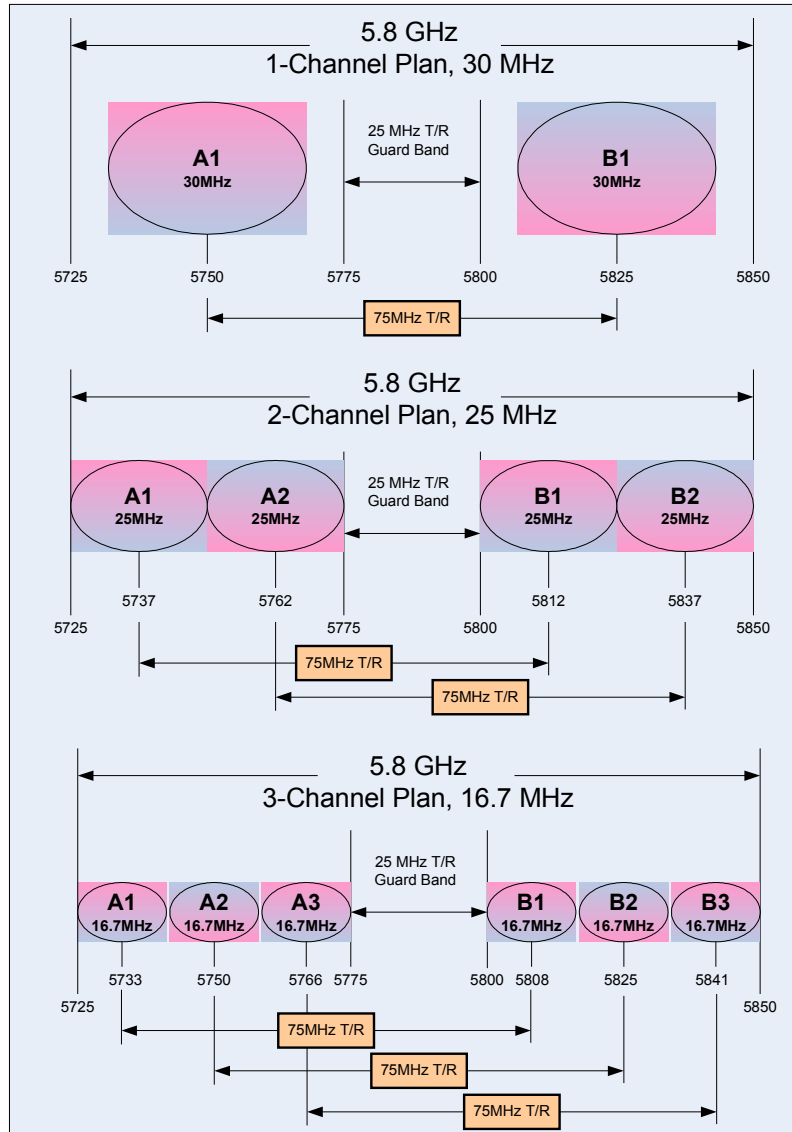 5.8 GHz
1-Channel Plan, 30 MHz
25 MHz T/R
Guard Band
A1
30MHz
B1
30MHz
5725
5750
5775
5800
5825
5850
75MHz T/R
5.8 GHz
2-Channel Plan, 25 MHz
25 MHz T/R
Guard Band
A1
25MHz
A2
25MHz
B1
25MHz
B2
25MHz
5737
5762
5812
5837
5725
5775
5800
5850
75MHz T/R
75MHz T/R
5.8 GHz
3-Channel Plan, 16.7 MHz
25 MHz T/R
Guard Band
A1
16.7MHz
A2
16.7MHz
A3
16.7MHz
B1
16.7MHz
B2
16.7MHz
B3
16.7MHz
5733
5750
5766
5775
5800
5808
5825
5841
5725
5850
75MHz T/R
75MHz T/R
75MHz T/R